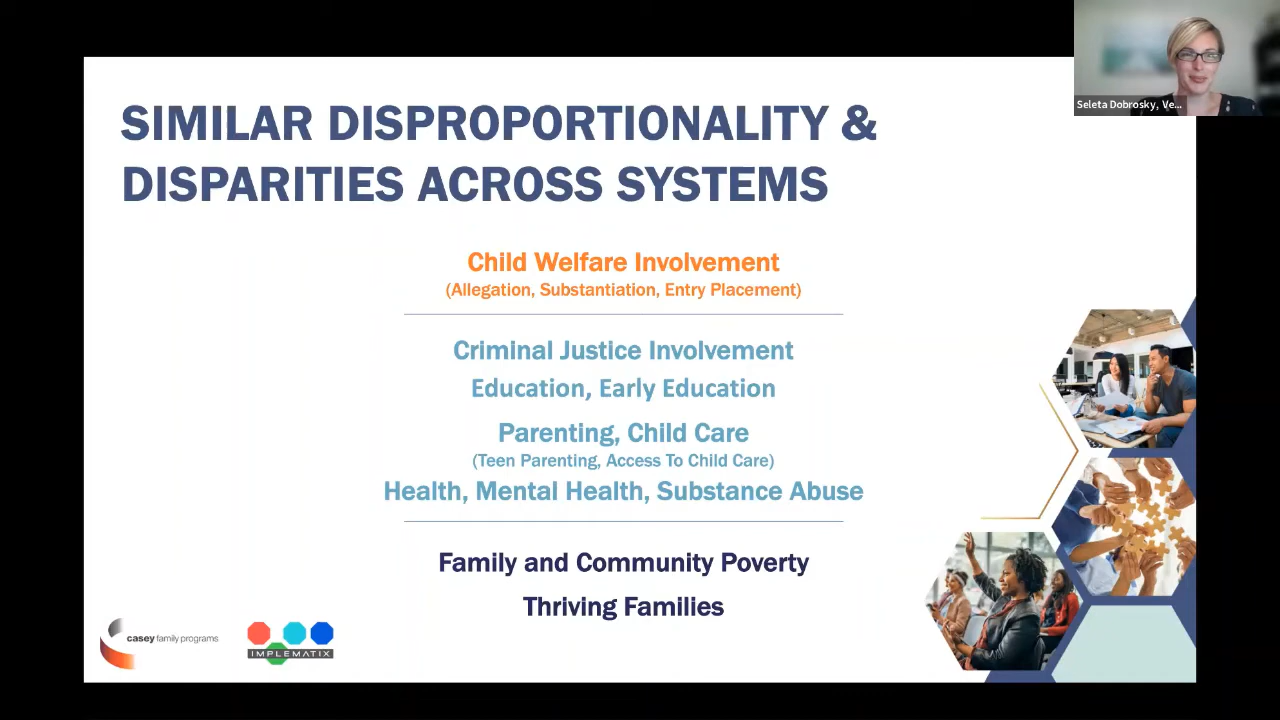 Seleta Dobrosky, Ve...
SIMILAR DISPROPORTIONALITY &
DISPARITIES ACROSS SYSTEMS
Child Welfare Involvement
(Allegation, Substantiation, Entry Placement)
Criminal Justice Involvement
Education, Early Education
Parenting, Child Care
(Teen Parenting, Access To Child Care)
Health, Mental Health, Substance Abuse
Family and Community Poverty
Thriving Families
casey family programs
IMPLEMATIX